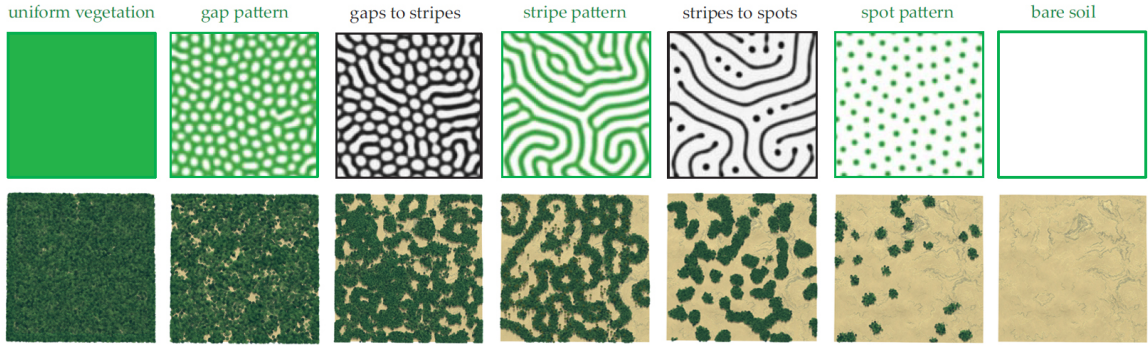 uniform vegetation
gap pattern
gaps to stripes
stripe pattern
stripes to spots
spot pattern
bare soil